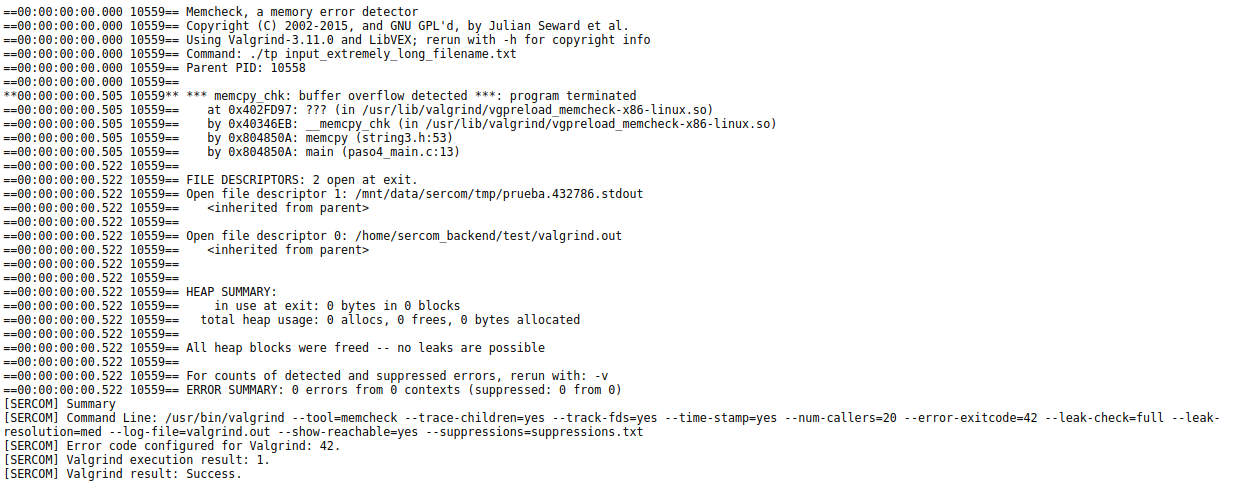 ==00:00:00:00.000 10559== Memcheck, a memory error detector
==00:00:00:00.000 10559== Copyright (C) 2002-2015, and GNU GPL'd, by Julian Seward et al.
==00:00:00:00.000 10559== Using Valgrind-3.11.0 and LibVEX; rerun with -h for copyright info
==00:00:00:00.000 10559== Command: ./tp input_extremely_long_filename.txt
==00:00:00:00.000 10559== Parent PID: 10558
==00:00:00:00.000 10559==
**00:00:00:00.505 10559** *** memcpy_chk: buffer overflow detected ***: program terminated
==00:00:00:00.505 10559==    at 0x402FD97: ??? (in /usr/lib/valgrind/vgpreload_memcheck-x86-linux.so)
==00:00:00:00.505 10559==    by 0x40346EB: __memcpy_chk (in /usr/lib/valgrind/vgpreload_memcheck-x86-linux.so)
==00:00:00:00.505 10559==    by 0x804850A: memcpy (string3.h:53)
==00:00:00:00.505 10559==    by 0x804850A: main (paso4_main.c:13)
==00:00:00:00.522 10559==
==00:00:00:00.522 10559== FILE DESCRIPTORS: 2 open at exit.
==00:00:00:00.522 10559== Open file descriptor 1: /mnt/data/sercom/tmp/prueba.432786.stdout
==00:00:00:00.522 10559==    <inherited from parent>
==00:00:00:00.522 10559==
==00:00:00:00.522 10559== Open file descriptor 0: /home/sercom_backend/test/valgrind.out
==00:00:00:00.522 10559==    <inherited from parent>
==00:00:00:00.522 10559==
==00:00:00:00.522 10559==
==00:00:00:00.522 10559== HEAP SUMMARY:
==00:00:00:00.522 10559==     in use at exit: 0 bytes in 0 blocks
==00:00:00:00.522 10559==   total heap usage: 0 allocs, 0 frees, 0 bytes allocated
==00:00:00:00.522 10559==
==00:00:00:00.522 10559== All heap blocks were freed -- no leaks are possible
==00:00:00:00.522 10559==
==00:00:00:00.522 10559== For counts of detected and suppressed errors, rerun with: -v
==00:00:00:00.522 10559== ERROR SUMMARY: 0 errors from 0 contexts (suppressed: 0 from 0)
[SERCOM] Summary
[SERCOM] Command Line: /usr/bin/valgrind --tool=memcheck --trace-children=yes --track-fds=yes --time-stamp=yes --num-callers=20 --error-exitcode=42 --leak-check=full --leak-
resolution=med --log-file=valgrind.out --show-reachable=yes --suppressions=suppressions.txt
[SERCOM] Error code configured for Valgrind: 42.
[SERCOM] Valgrind execution result: 1.
[SERCOM] Valgrind result: Success.